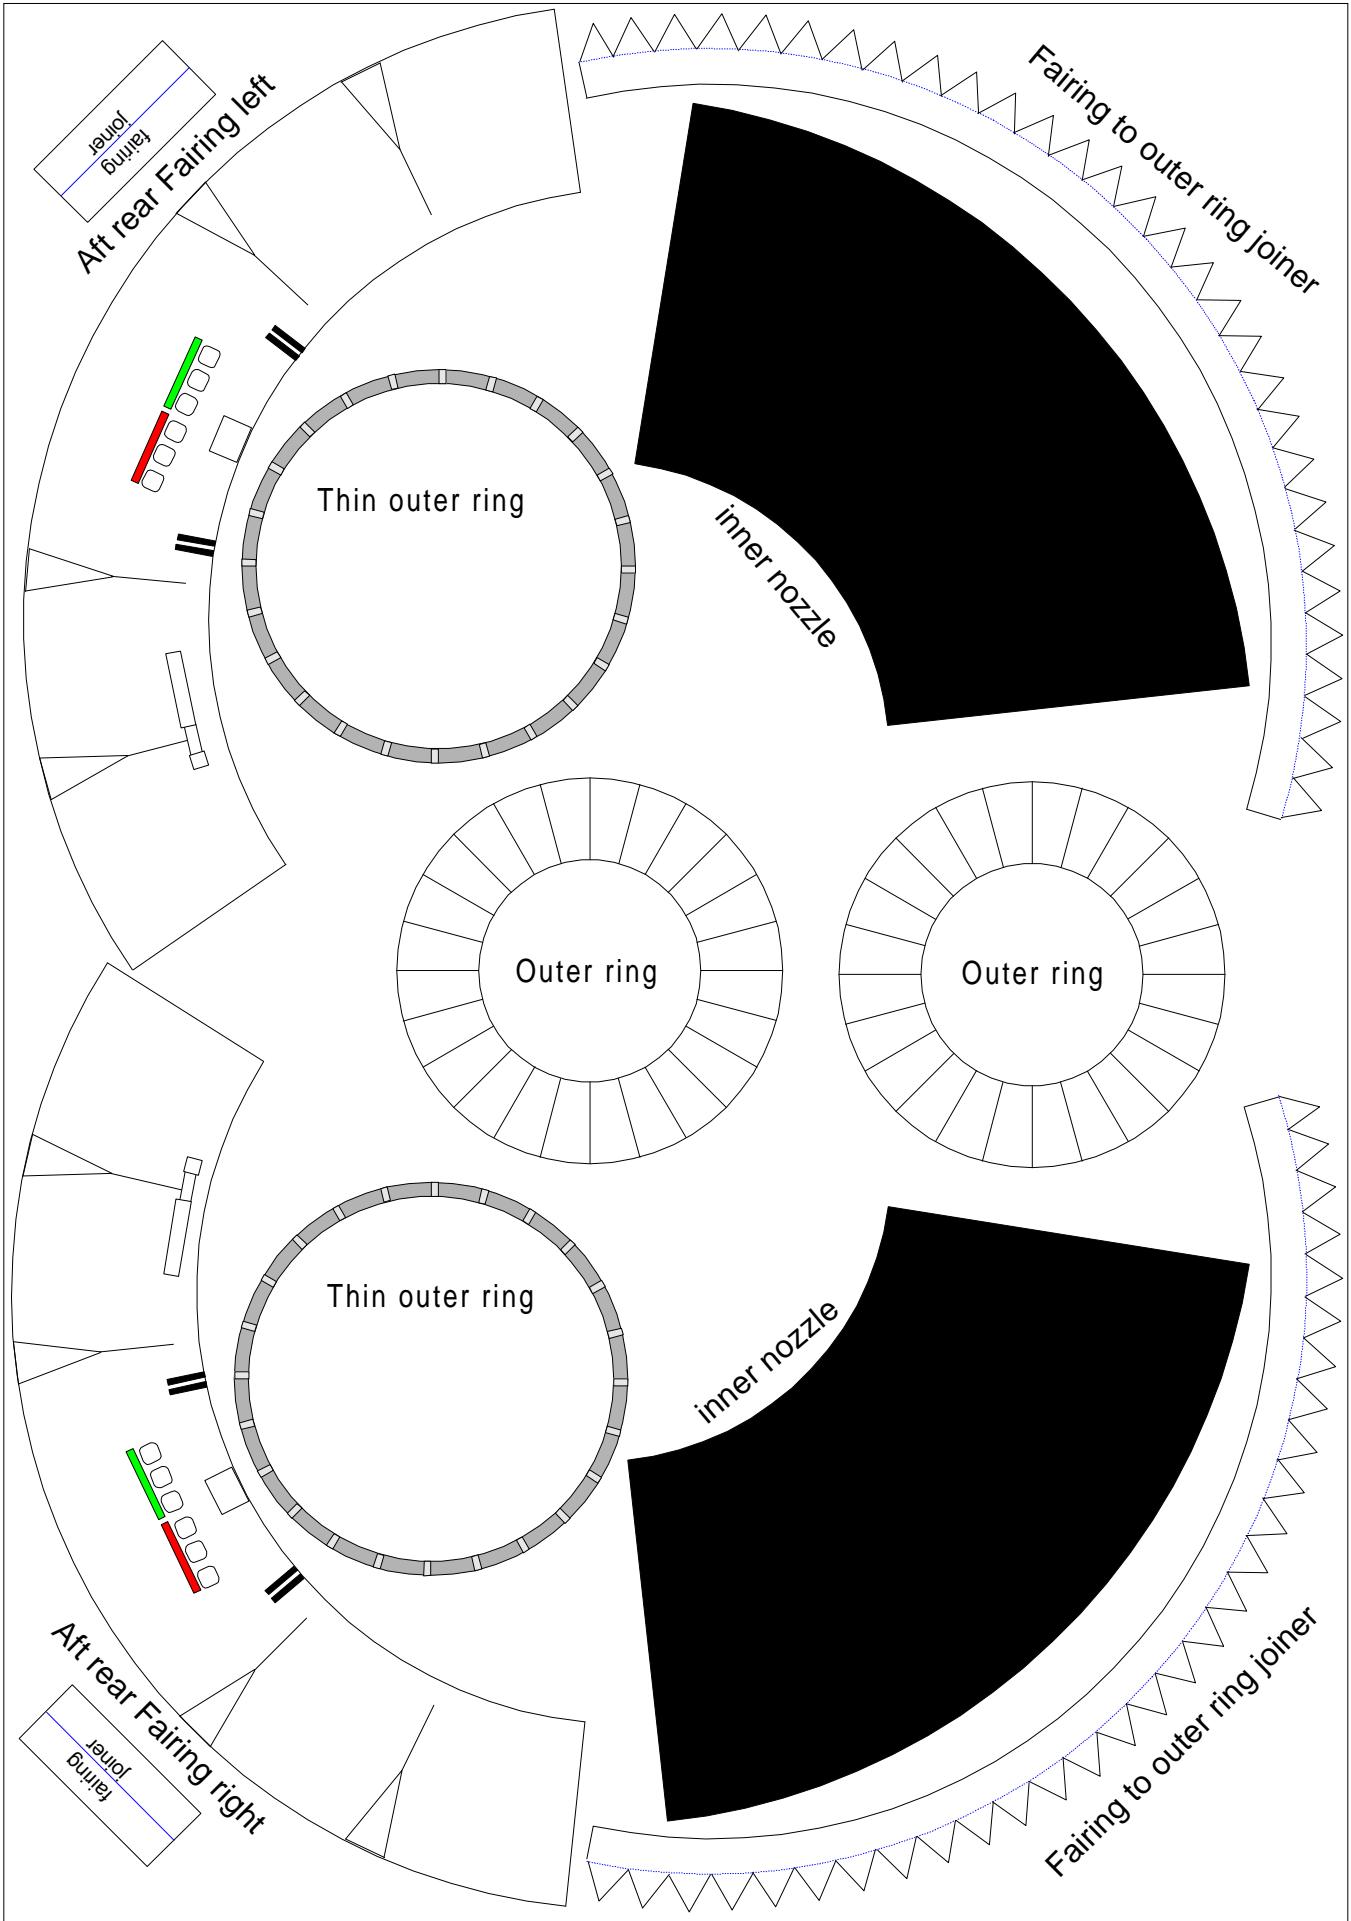 Fairing to outer ring joiner
fairing
joiner
Aft rear Fairing left
Thin outer ring
inner nozzle
Outer ring
Outer ring
Thin outer ring
inner nozzle
Aft rear Fairing right
fairing
joiner
Fairing to outer ring joiner